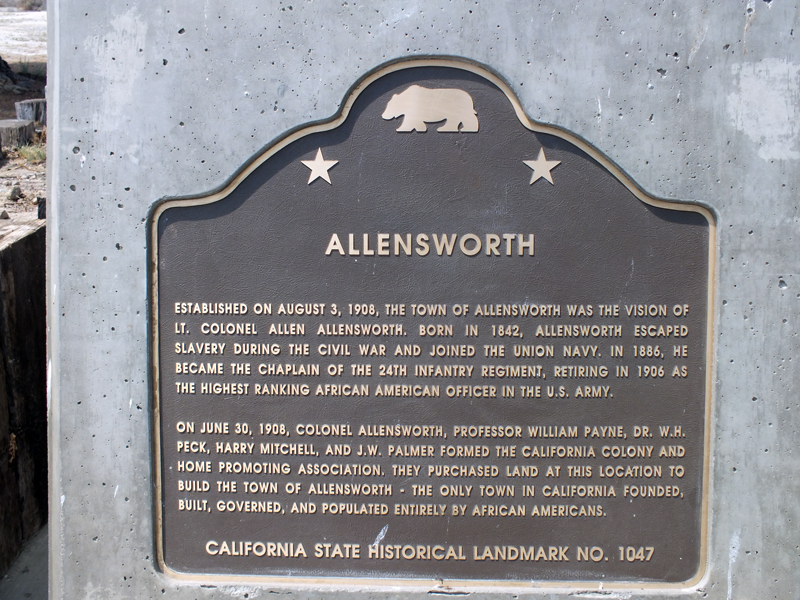 ALLENSWORTH
ESTABLISHED ON AUGUST 3, 1908, THE TOWN OF ALLENSWORTH WAS THE VISION OF
LT. COLONEL ALLEN ALLENSWORTH. BORN IN 1842, ALLENSWORTH ESCAPED
SLAVERY DURING THE CIVIL WAR AND JOINED THE UNION NAVY. IN 1886, HE
BECAME THE CHAPLAIN OF THE 24TH INFANTRY REGIMENT, RETIRING IN 1906 AS
THE HIGHEST RANKING AFRICAN AMERICAN OFFICER IN THE U.S. ARMY.
ON JUNE 30, 1908, COLONEL ALLENSWORTH, PROFESSOR WILLIAM PAYNE, DR. W.H.
PECK, HARRY MITCHELL, AND J.W. PALMER FORMED THE CALIFORNIA COLONY AND
HOME PROMOTING ASSOCIATION. THEY PURCHASED LAND AT THIS LOCATION TO
BUILD THE TOWN OF ALLENSWORTH - THE ONLY TOWN IN CALIFORNIA FOUNDED,
BUILT, GOVERNED, AND POPULATED ENTIRELY BY AFRICAN AMERICANS.
CALIFORNIA STATE HISTORICAL LANDMARK NO. 1047